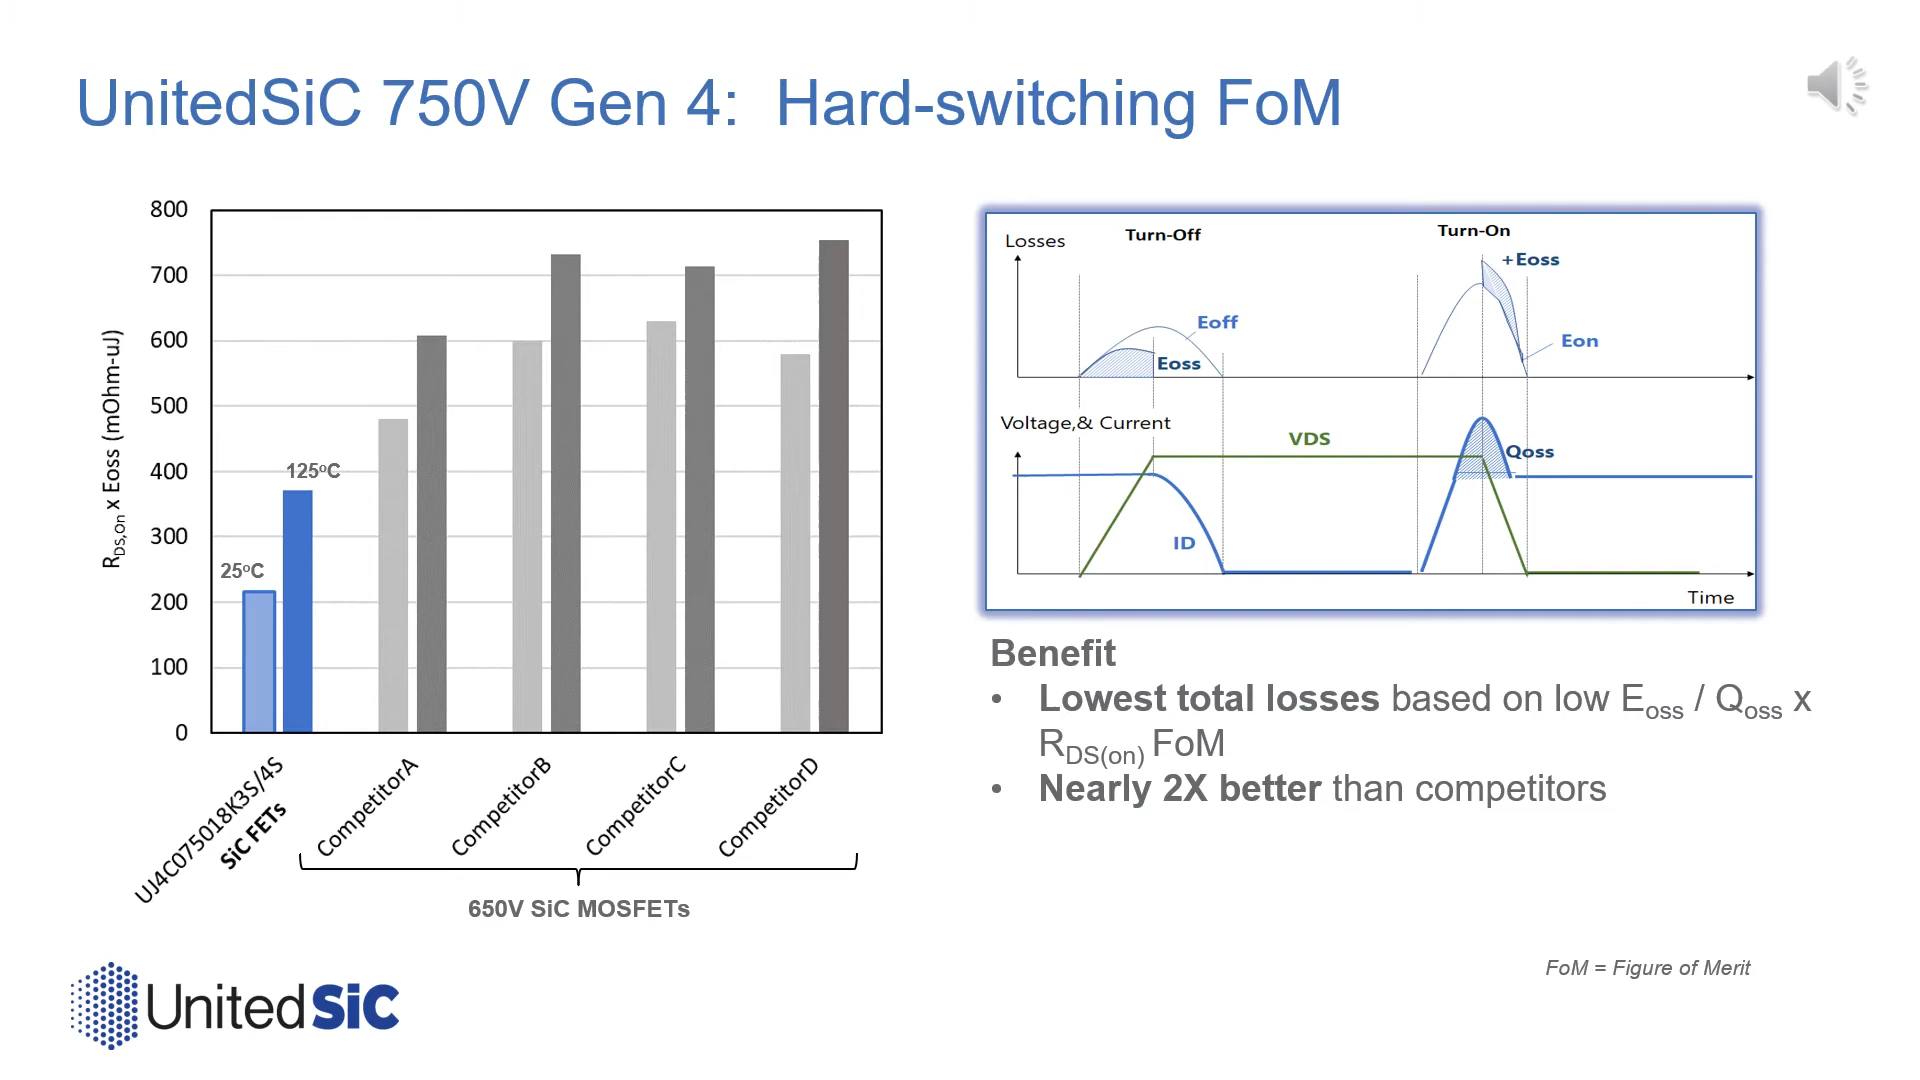 UnitedSiC 750V Gen 4: Hard-switching FoM
800
700
600
500
400
300
200
100
0
RDS,On x Eoss (mOhm-uJ)
25oC
125oC
UJ4C075018K3S/4S
SiC FETs
CompetitorA
CompetitorB
CompetitorC
CompetitorD
650V SiC MOSFETs
Losses
Turn-Off
Turn-On
+Eoss
Eoff
Eoss
Eon
Voltage,& Current
VDS
Qoss
ID
Time
Benefit
• Lowest total losses based on low Eoss / Qoss x
RDS(on) FoM
• Nearly 2X better than competitors
FoM = Figure of Merit
UnitedSiC